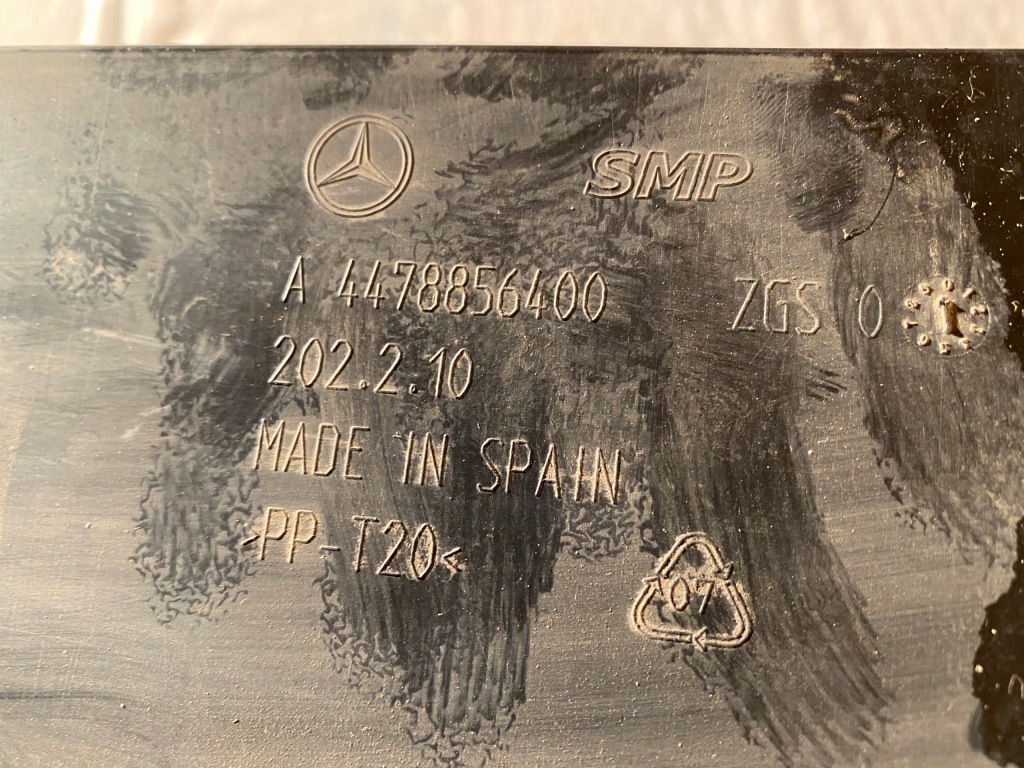 SMP
A 4478856400 ZGS 0
202.2.10
MADE IN SPAIN
>PP-T20<
07